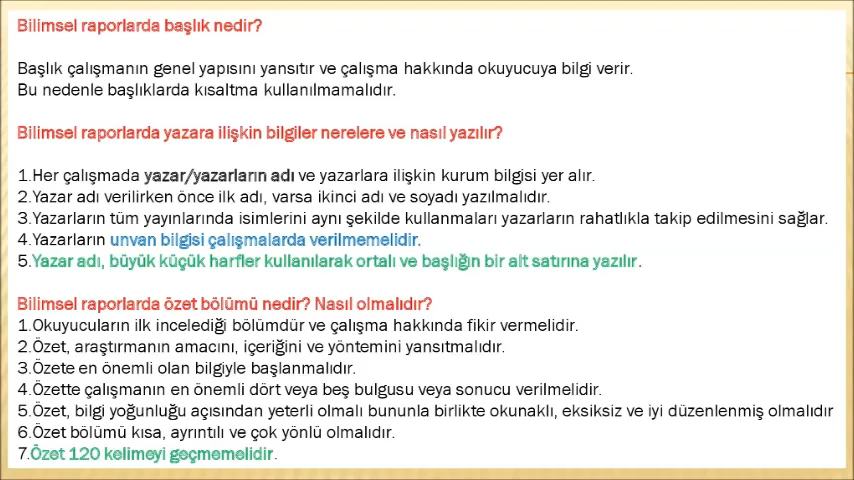 Bilimsel raporlarda başlık nedir?
Başlık çalışmanın genel yapısını yansıtır ve çalışma hakkında okuyucuya bilgi verir.
Bu nedenle başlıklarda kısaltma kullanılmamalıdır.
Bilimsel raporlarda yazara ilişkin bilgiler nerelere ve nasıl yazılır?
1.Her çalışmada yazar/yazarların adı ve yazarlara ilişkin kurum bilgisi yer alır.
2.Yazar adı verilirken önce ilk adı, varsa ikinci adı ve soyadı yazılmalıdır.
3.Yazarların tüm yayınlarında isimlerini aynı şekilde kullanmaları yazarların rahatlıkla takip edilmesini sağlar.
4.Yazarların unvan bilgisi çalışmalarda verilmemelidir.
5.Yazar adı, büyük küçük harfler kullanılarak ortalı ve başlığın bir alt satırına yazılır.
Bilimsel raporlarda özet bölümü nedir? Nasıl olmalıdır?
1.Okuyucuların ilk incelediği bölümdür ve çalışma hakkında fikir vermelidir.
2.Özet, araştırmanın amacını, içeriğini ve yöntemini yansıtmalıdır.
3.Özete en önemli olan bilgiyle başlanmalıdır.
4.Özette çalışmanın en önemli dört veya beş bulgusu veya sonucu verilmelidir.
5.Özet, bilgi yoğunluğu açısından yeterli olmalı bununla birlikte okunaklı, eksiksiz ve iyi düzenlenmiş olmalıdır
6.Özet bölümü kısa, ayrıntılı ve çok yönlü olmalıdır.
7.Özet 120 kelimeyi geçmemelidir.